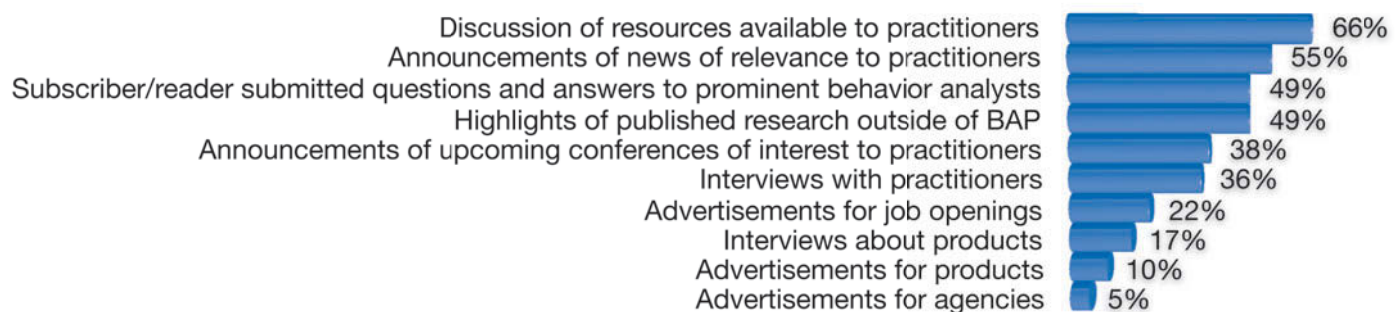 Discussion of resources available to practitioners 66%
Announcements of news of relevance to practitioners 55%
Subscriber/reader submitted questions and answers to prominent behavior analysts 49%
Highlights of published research outside of BAP 49%
Announcements of upcoming conferences of interest to practitioners 38%
Interviews with practitioners 36%
Advertisements for job openings 22%
Interviews about products 17%
Advertisements for products 10%
Advertisements for agencies 5%